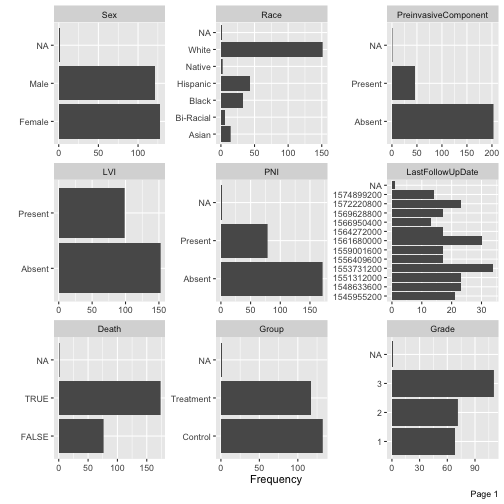 Sex
NA
Male
Female
0 50 100
Race
NA
White
Native
Hispanic
Black
Bi-Racial
Asian
0 50 100 150
PreinvasiveComponent
NA
Present
Absent
0 50 100 150 200
LVI
Present
Absent
0 50 100 150
PNI
NA
Present
Absent
0 50 100 150
LastFollowUpDate
NA
1574899200
1572220800
1569628800
1566950400
1564272000
1561680000
1559001600
1556409600
1553731200
1551312000
1548633600
1545955200
0 10 20 30
Death
NA
TRUE
FALSE
0 50 100 150
Group
NA
Treatment
Control
0 50 100
Grade
NA
3
2
1
0 30 60 90
Frequency
Page 1